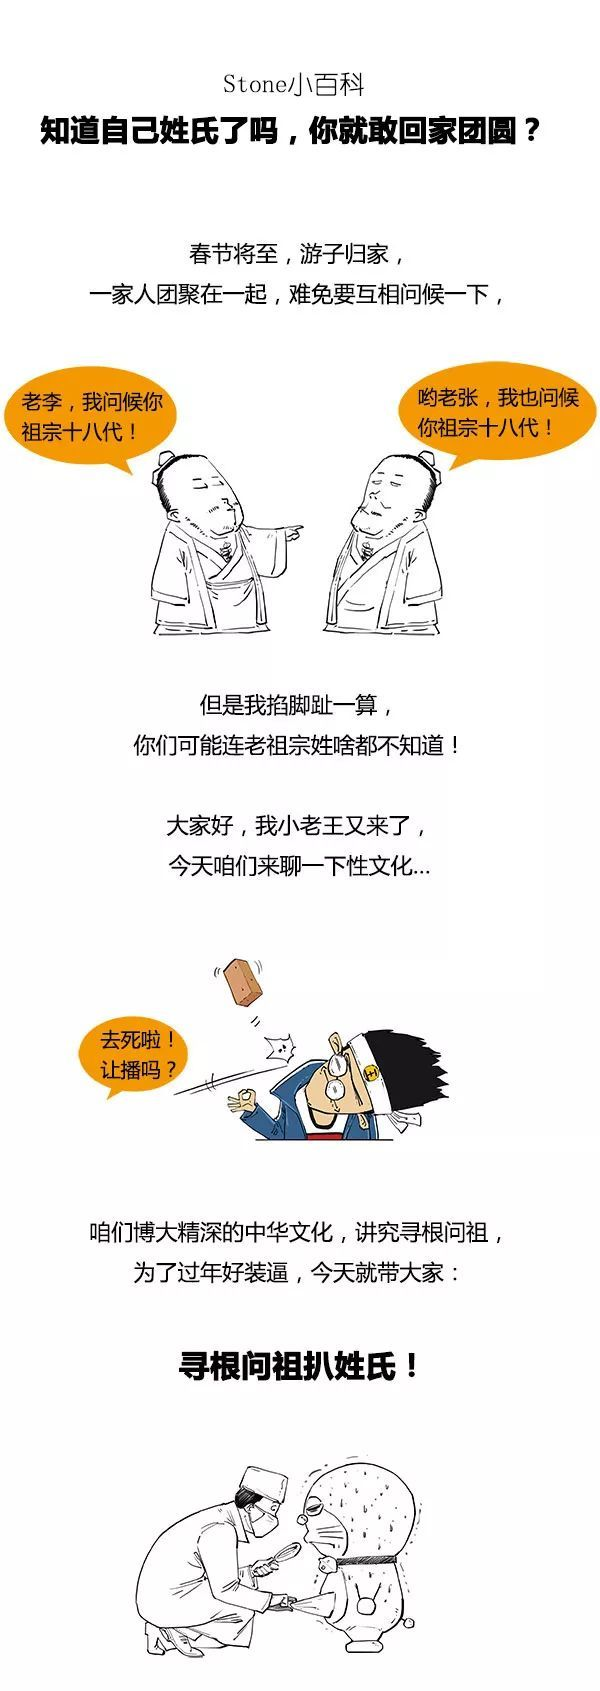 Stone小百科
知道自己姓氏了吗，你就敢回家团圆？
春节将至，游子归家，
一家人团聚在一起，难免要互相问候一下，
老李，我问候你
祖宗十八代！
哟老张，我也问候
你祖宗十八代！
但是我掐脚趾一算，
你们可能连老祖宗姓啥都不知道！
大家好，我小老王又来了，
今天咱们来聊一下性文化...
去死啦！
让播吗？
王
咱们博大精深的中华文化，讲究寻根问祖，
为了过年好装逼，今天就带大家：
寻根问祖扒姓氏！